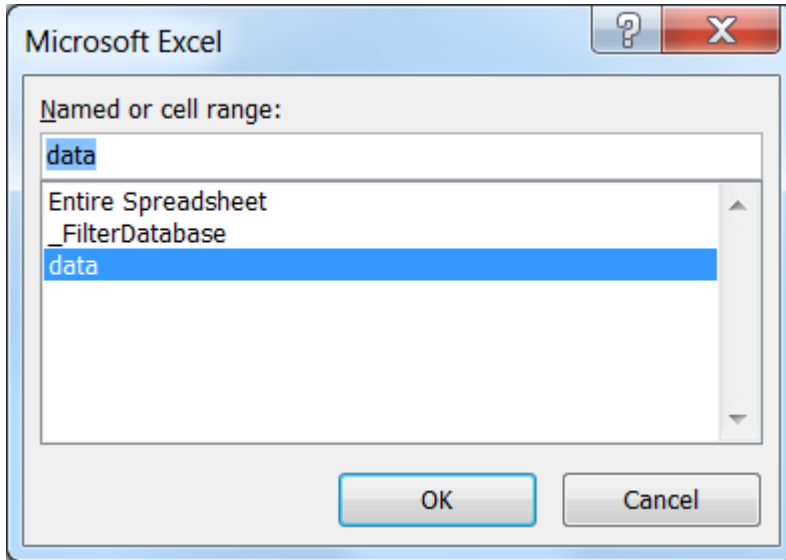 Microsoft Excel
Named or cell range:
data
Entire Spreadsheet
_FilterDatabase
data
OK
Cancel